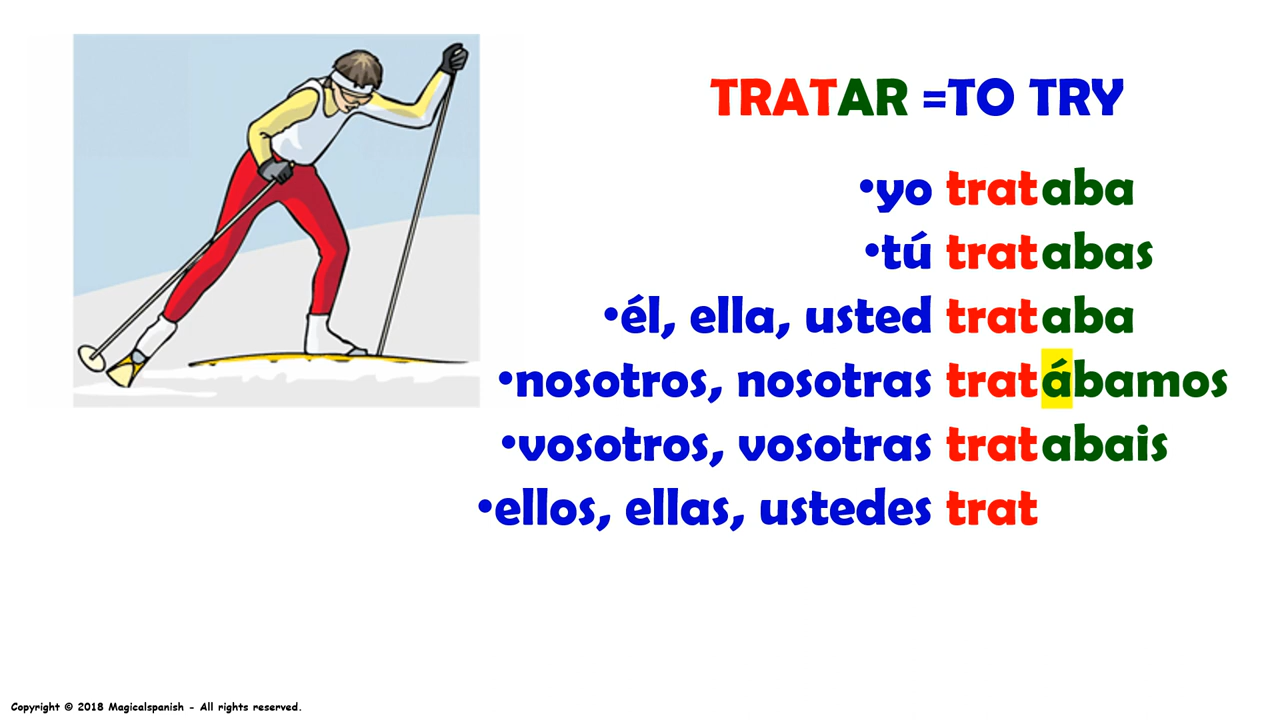 TRATAR =TO TRY
•yo trataba
•tú tratabas
•él, ella, usted trataba
•nosotros, nosotras tratábamos
•vosotros, vosotras tratabais
•ellos, ellas, ustedes trat
Copyright © 2018 Magicalspanish - All rights reserved.